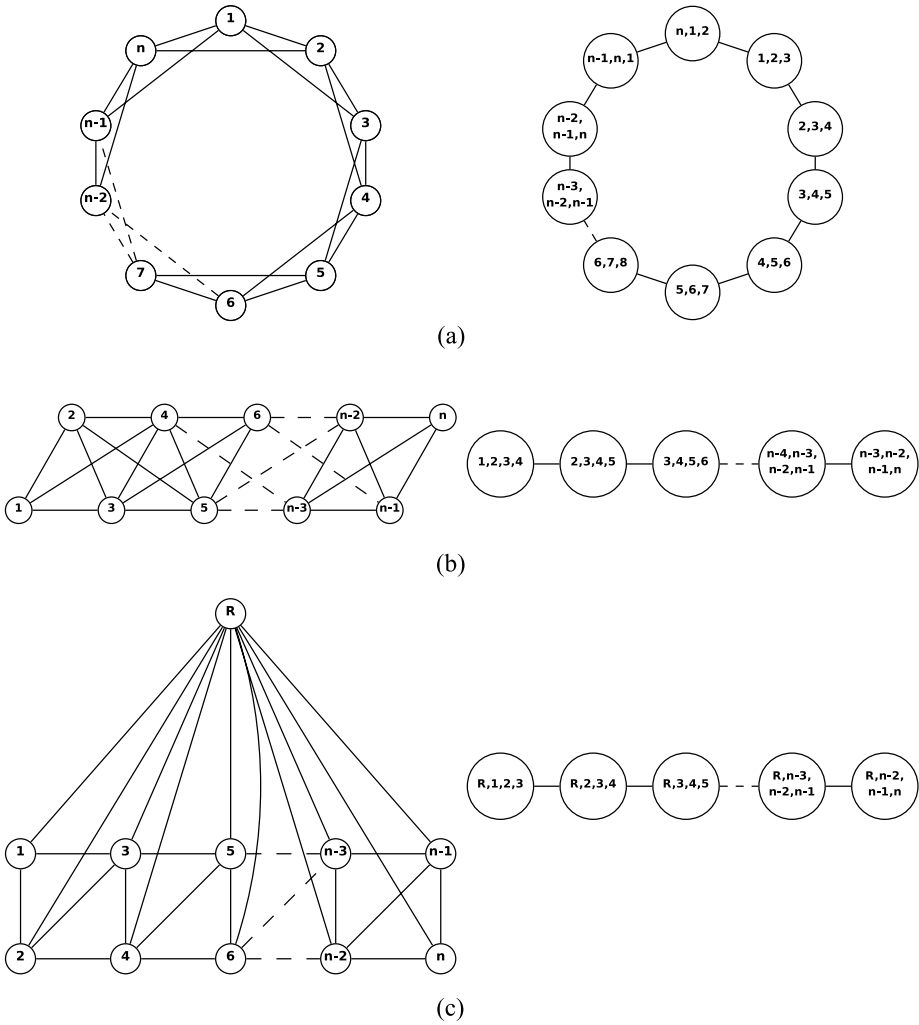 1
n
2
n-1
3
n-2
4
7
5
6
n,1,2
n-1,n,1
1,2,3
n-2,
n-1,n
2,3,4
n-3,
n-2,n-1
3,4,5
6,7,8
4,5,6
5,6,7
(a)
2
4
6
n-2
n
1
3
5
n-3
n-1
1,2,3,4
2,3,4,5
3,4,5,6
n-4,n-3,
n-2,n-1
n-3,n-2,
n-1,n
(b)
R
1
3
5
n-3
n-1
2
4
6
n-2
n
R,1,2,3
R,2,3,4
R,3,4,5
R,n-3,
n-2,n-1
R,n-2,
n-1,n
(c)